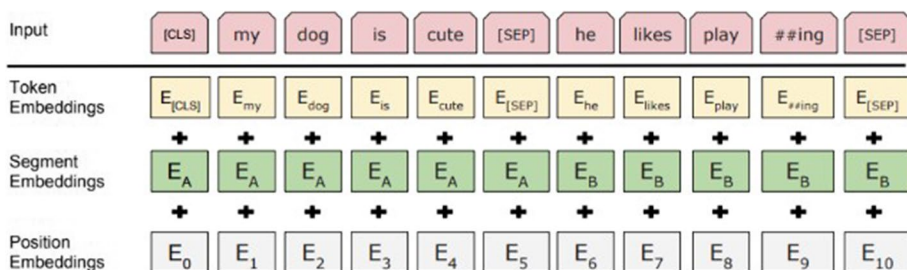 Input [CLS] my dog is cute [SEP] he likes play ##ing [SEP]
Token Embeddings E[CLS] Emy Edog Eis Ecute E[SEP] Ehe Elikes Eplay E##ing E[SEP]
+ + + + + + + + + + +
Segment Embeddings EA EA EA EA EA EA EB EB EB EB EB
+ + + + + + + + + + +
Position Embeddings E0 E1 E2 E3 E4 E5 E6 E7 E8 E9 E10